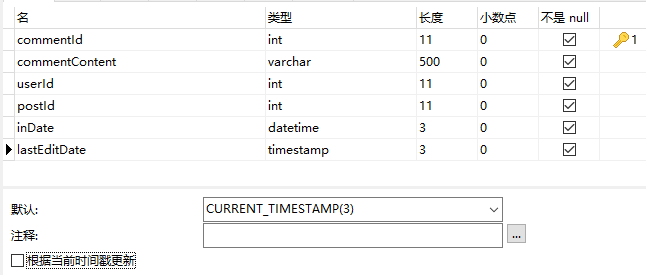 名 类型 长度 小数点 不是 null
commentId int 11 0 1
commentContent varchar 500 0
userId int 11 0
postId int 11 0
inDate datetime 3 0
lastEditDate timestamp 3 0
默认: CURRENT_TIMESTAMP(3)
注释: ...
根据当前时间戳更新